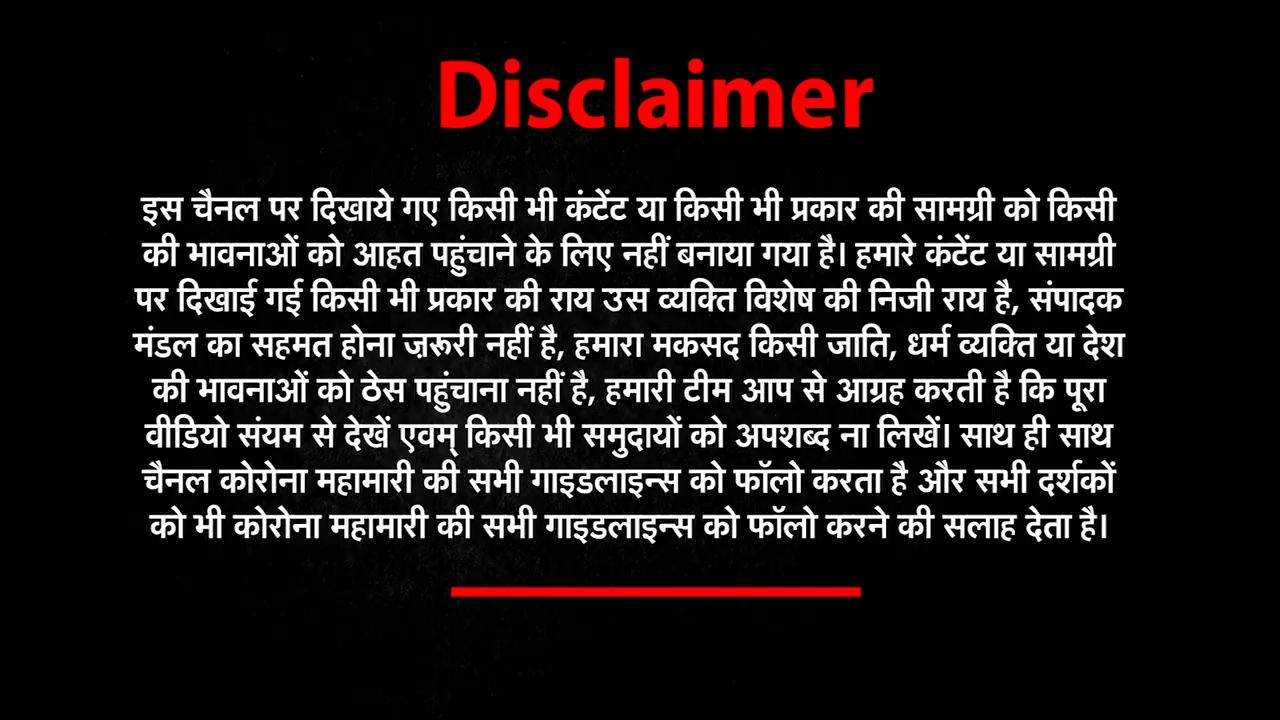 Disclaimer
इस चैनल पर दिखाये गए किसी भी कंटेंट या किसी भी प्रकार की सामग्री को किसी
की भावनाओं को आहत पहुंचाने के लिए नहीं बनाया गया है। हमारे कंटेंट या सामग्री
पर दिखाई गई किसी भी प्रकार की राय उस व्यक्ति विशेष की निजी राय है, संपादक
मंडल का सहमत होना ज़रूरी नहीं है, हमारा मकसद किसी जाति, धर्म व्यक्ति या देश
की भावनाओं को ठेस पहुंचाना नहीं है, हमारी टीम आप से आग्रह करती है कि पूरा
वीडियो संयम से देखें एवम् किसी भी समुदायों को अपशब्द ना लिखें। साथ ही साथ
चैनल कोरोना महामारी की सभी गाइडलाइन्स को फॉलो करता है और सभी दर्शकों
को भी कोरोना महामारी की सभी गाइडलाइन्स को फॉलो करने की सलाह देता है।